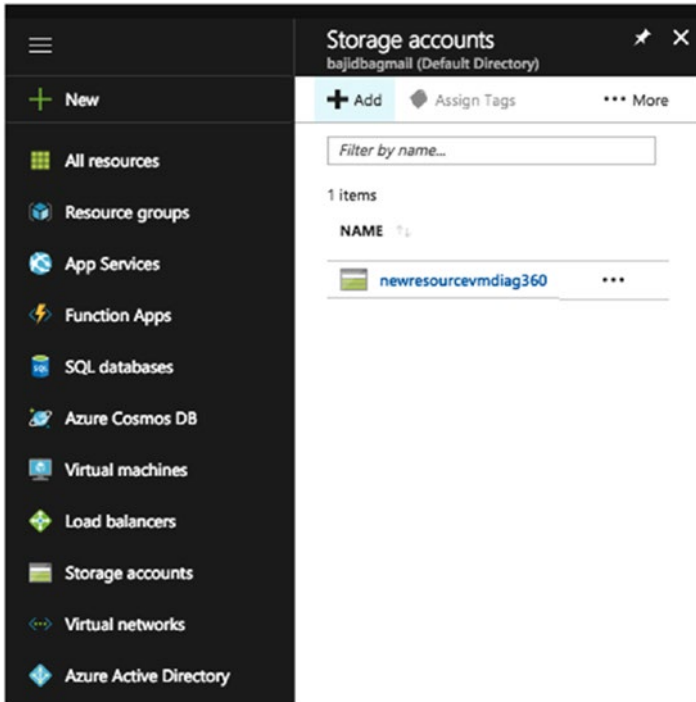 New
All resources
Resource groups
App Services
Function Apps
SQL databases
Azure Cosmos DB
Virtual machines
Load balancers
Storage accounts
Virtual networks
Azure Active Directory
Storage accounts
bajidbagmail (Default Directory)
Add Assign Tags ••• More
Filter by name...
1 items
NAME
newresourcevmdiag360 •••